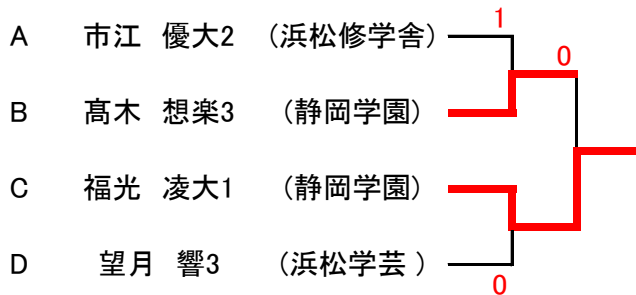 1
A 市江 優大2 (浜松修学舎)
0
B 髙木 想楽3 (静岡学園)
C 福光 凌大1 (静岡学園)
D 望月 響3 (浜松学芸 )
0